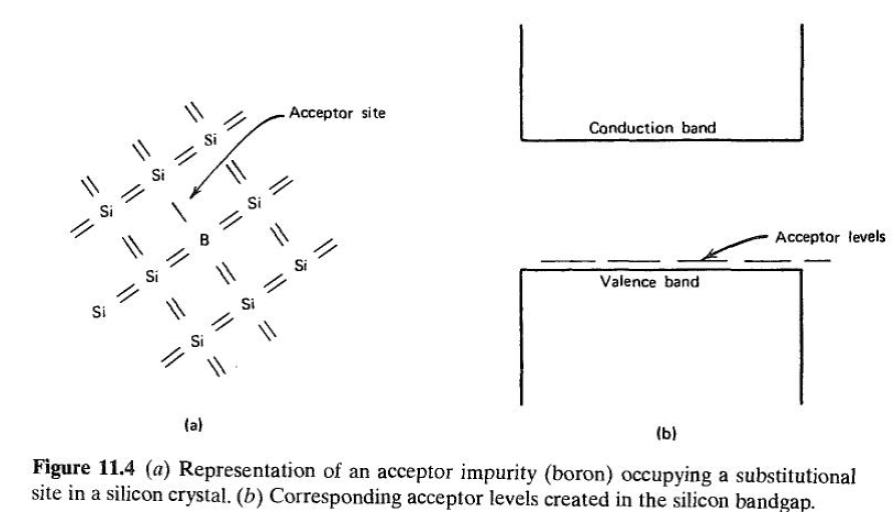 Acceptor site
Si
Si
Si
Si
B
Si
Si
Si
Si
Si
(a)
Conduction band
Acceptor levels
Valence band
(b)
Figure 11.4 (a) Representation of an acceptor impurity (boron) occupying a substitutional
site in a silicon crystal. (b) Corresponding acceptor levels created in the silicon bandgap.